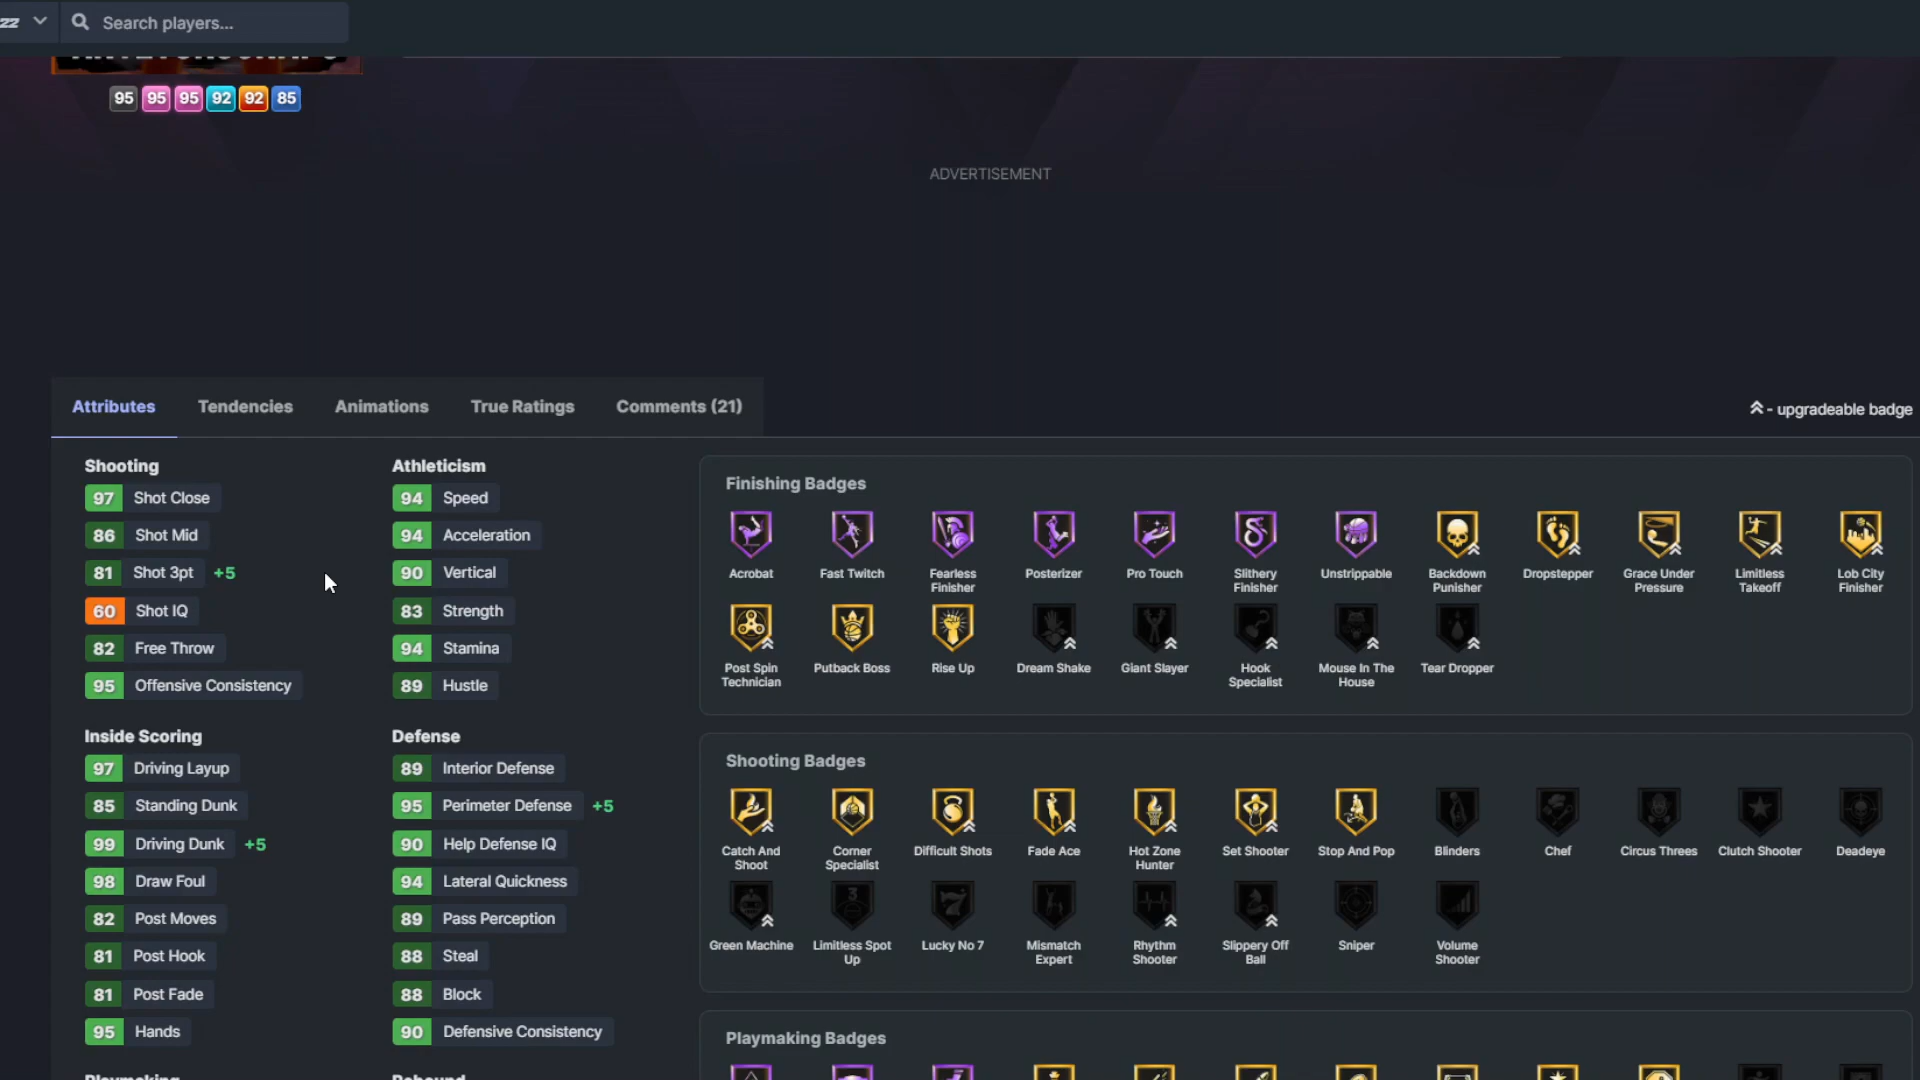 zz
Search players...
95 95 95 92 92 85
ADVERTISEMENT
Attributes Tendencies Animations True Ratings Comments (21)
- upgradeable badge
Shooting
97 Shot Close
86 Shot Mid
81 Shot 3pt +5
60 Shot IQ
82 Free Throw
95 Offensive Consistency
Inside Scoring
97 Driving Layup
85 Standing Dunk
99 Driving Dunk +5
98 Draw Foul
82 Post Moves
81 Post Hook
81 Post Fade
95 Hands
Athleticism
94 Speed
94 Acceleration
90 Vertical
83 Strength
94 Stamina
89 Hustle
Defense
89 Interior Defense
95 Perimeter Defense +5
90 Help Defense IQ
94 Lateral Quickness
89 Pass Perception
88 Steal
88 Block
90 Defensive Consistency
Finishing Badges
Acrobat
Fast Twitch
Fearless
Finisher
Posterizer
Pro Touch
Slithery
Finisher
Unstrippable
Backdown
Punisher
Dropstepper
Grace Under
Pressure
Limitless
Takeoff
Lob City
Finisher
Post Spin
Technician
Putback Boss
Rise Up
Dream Shake
Giant Slayer
Hook
Specialist
Mouse In The
House
Tear Dropper
Shooting Badges
Catch And
Shoot
Corner
Specialist
Difficult Shots
Fade Ace
Hot Zone
Hunter
Set Shooter
Stop And Pop
Blinders
Chef
Circus Threes
Clutch Shooter
Deadeye
Green Machine
Limitless Spot
Up
Lucky No 7
Mismatch
Expert
Rhythm
Shooter
Slippery Off
Ball
Sniper
Volume
Shooter
Playmaking Badges
Playmaking
Rebound